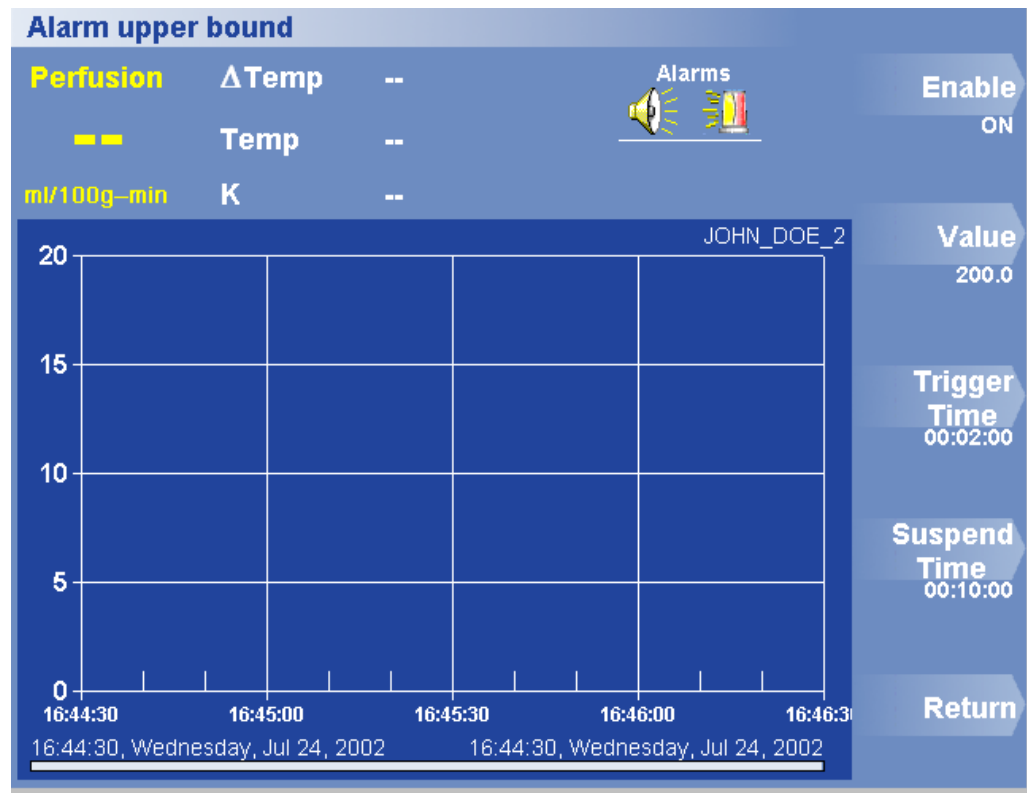 Alarm upper bound
Perfusion
ΔTemp --
Alarms
--
Temp --
ml/100g–min
K --
Enable
ON
Value
200.0
Trigger
Time
00:02:00
Suspend
Time
00:10:00
Return
JOHN_DOE_2
20
15
10
5
0
16:44:30 16:45:00 16:45:30 16:46:00 16:46:3
16:44:30, Wednesday, Jul 24, 2002 16:44:30, Wednesday, Jul 24, 2002